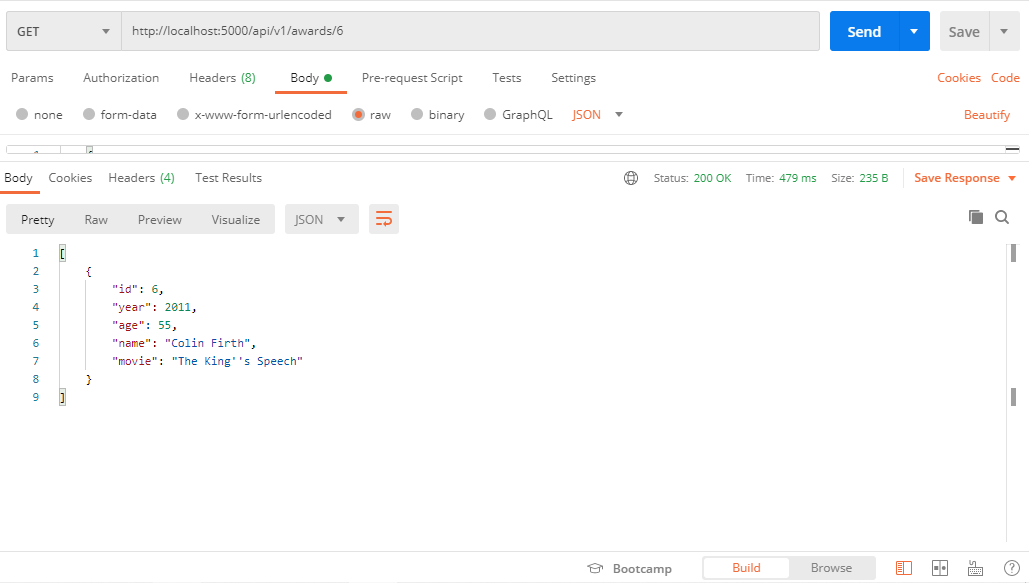 GET http://localhost:5000/api/v1/awards/6 Send Save
Params Authorization Headers (8) Body Pre-request Script Tests Settings Cookies Code
none form-data x-www-form-urlencoded raw binary GraphQL JSON Beautify
Body Cookies Headers (4) Test Results Status: 200 OK Time: 479 ms Size: 235 B Save Response
Pretty Raw Preview Visualize JSON
1 [
2 {
3 "id": 6,
4 "year": 2011,
5 "age": 55,
6 "name": "Colin Firth",
7 "movie": "The King''s Speech"
8 }
9 ]
Bootcamp Build Browse